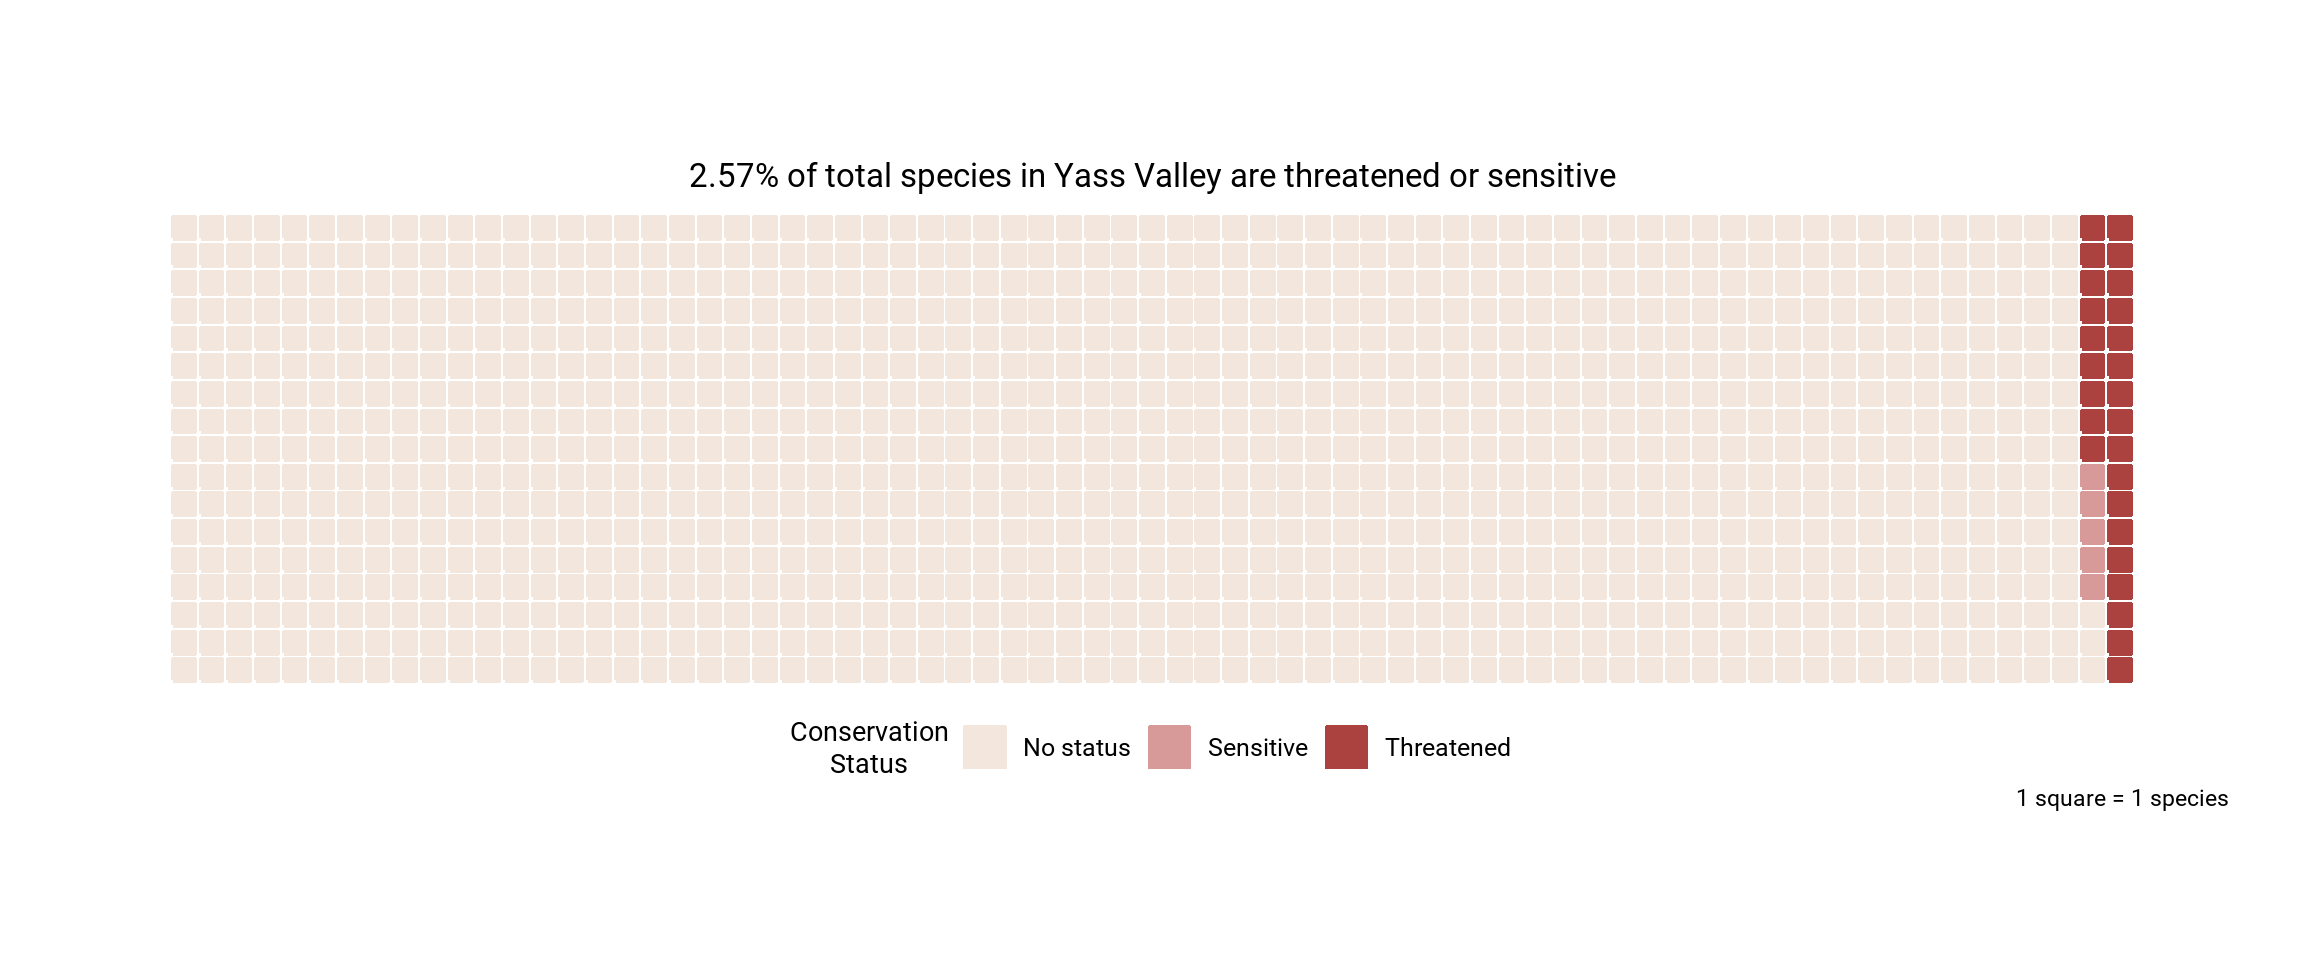 2.57% of total species in Yass Valley are threatened or sensitive
Conservation
Status
No status
Sensitive
Threatened
1 square = 1 species